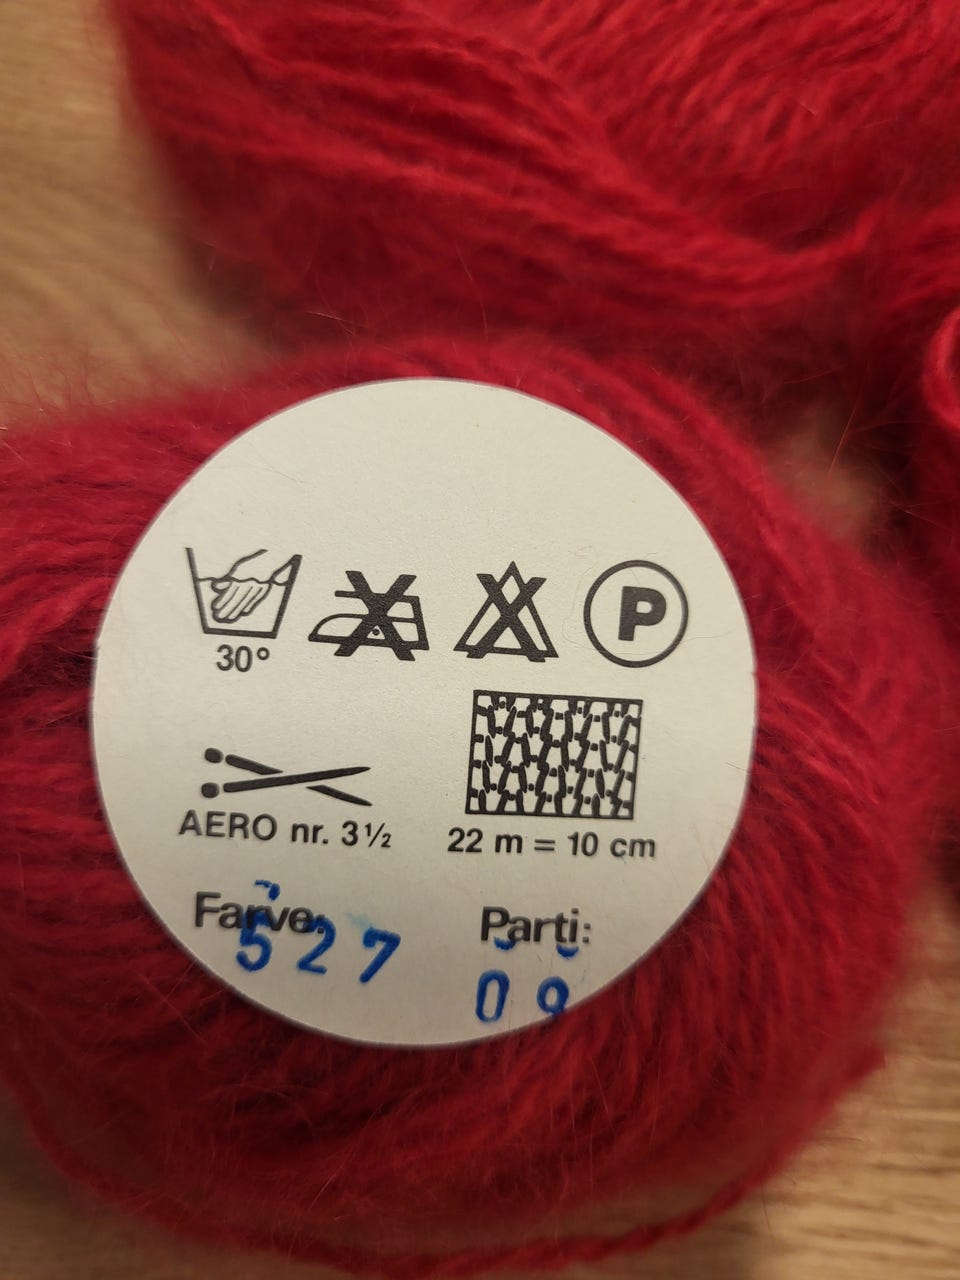 30°
P
AERO nr. 3½
22 m = 10 cm
Farve: Parti:
527 09